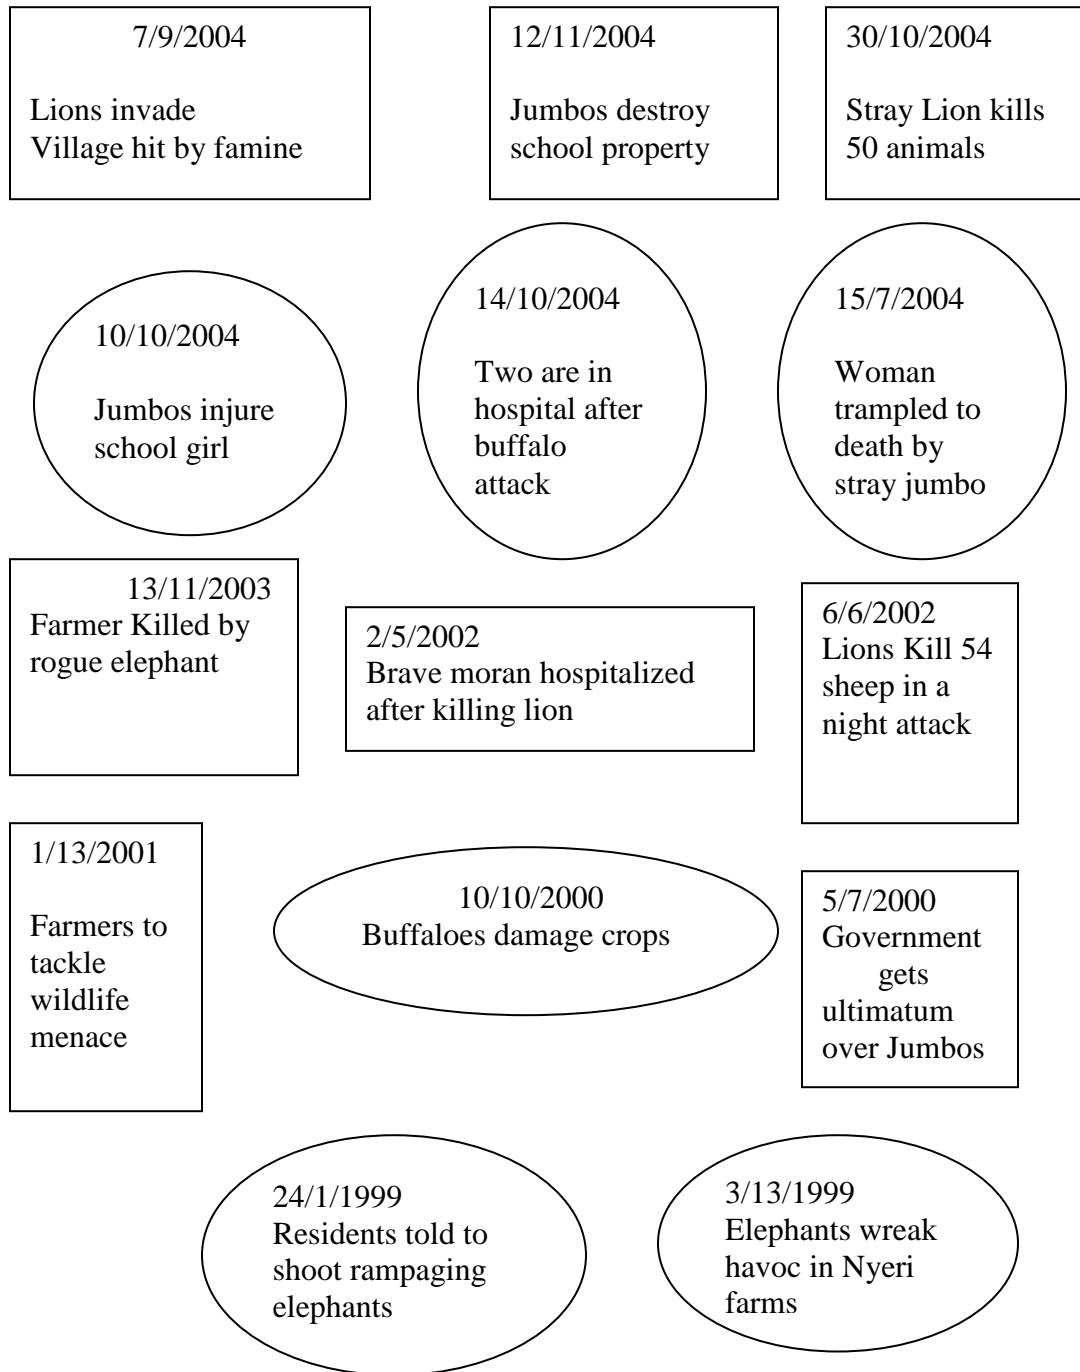 7/9/2004
Lions invade
Village hit by famine
12/11/2004
Jumbos destroy
school property
30/10/2004
Stray Lion kills
50 animals
10/10/2004
Jumbos injure
school girl
14/10/2004
Two are in
hospital after
buffalo
attack
15/7/2004
Woman
trampled to
death by
stray jumbo
13/11/2003
Farmer Killed by
rogue elephant
2/5/2002
Brave moran hospitalized
after killing lion
6/6/2002
Lions Kill 54
sheep in a
night attack
1/13/2001
Farmers to
tackle
wildlife
menace
10/10/2000
Buffaloes damage crops
5/7/2000
Government
gets
ultimatum
over Jumbos
24/1/1999
Residents told to
shoot rampaging
elephants
3/13/1999
Elephants wreak
havoc in Nyeri
farms